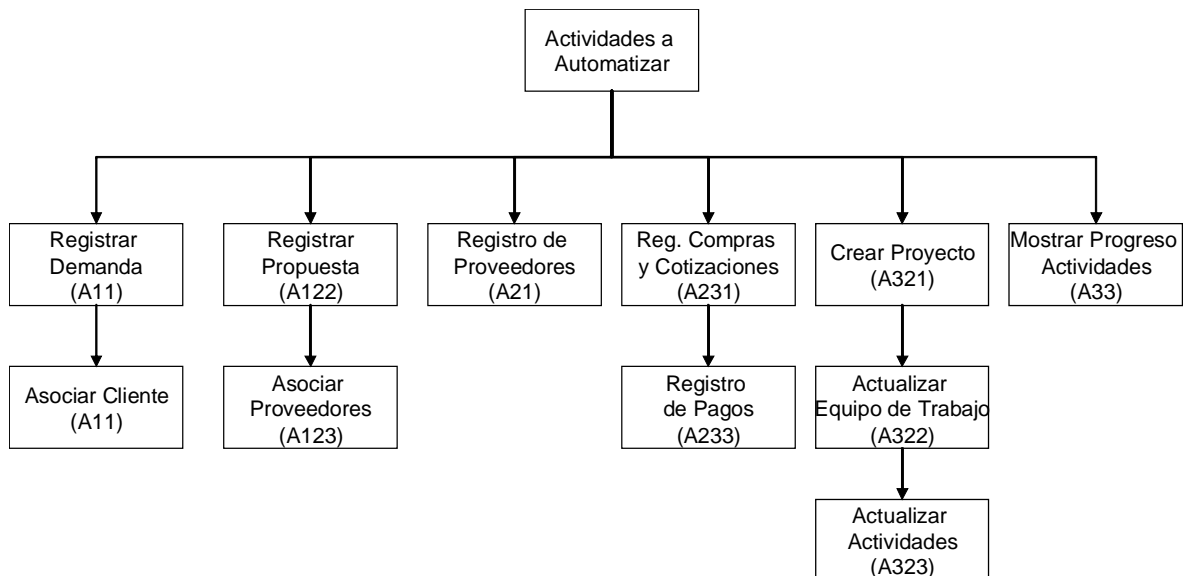 Actividades a
Automatizar
Registrar
Demanda
(A11)
Registrar
Propuesta
(A122)
Registro de
Proveedores
(A21)
Reg. Compras
y Cotizaciones
(A231)
Crear Proyecto
(A321)
Mostrar Progreso
Actividades
(A33)
Asociar Cliente
(A11)
Asociar
Proveedores
(A123)
Registro
de Pagos
(A233)
Actualizar
Equipo de Trabajo
(A322)
Actualizar
Actividades
(A323)